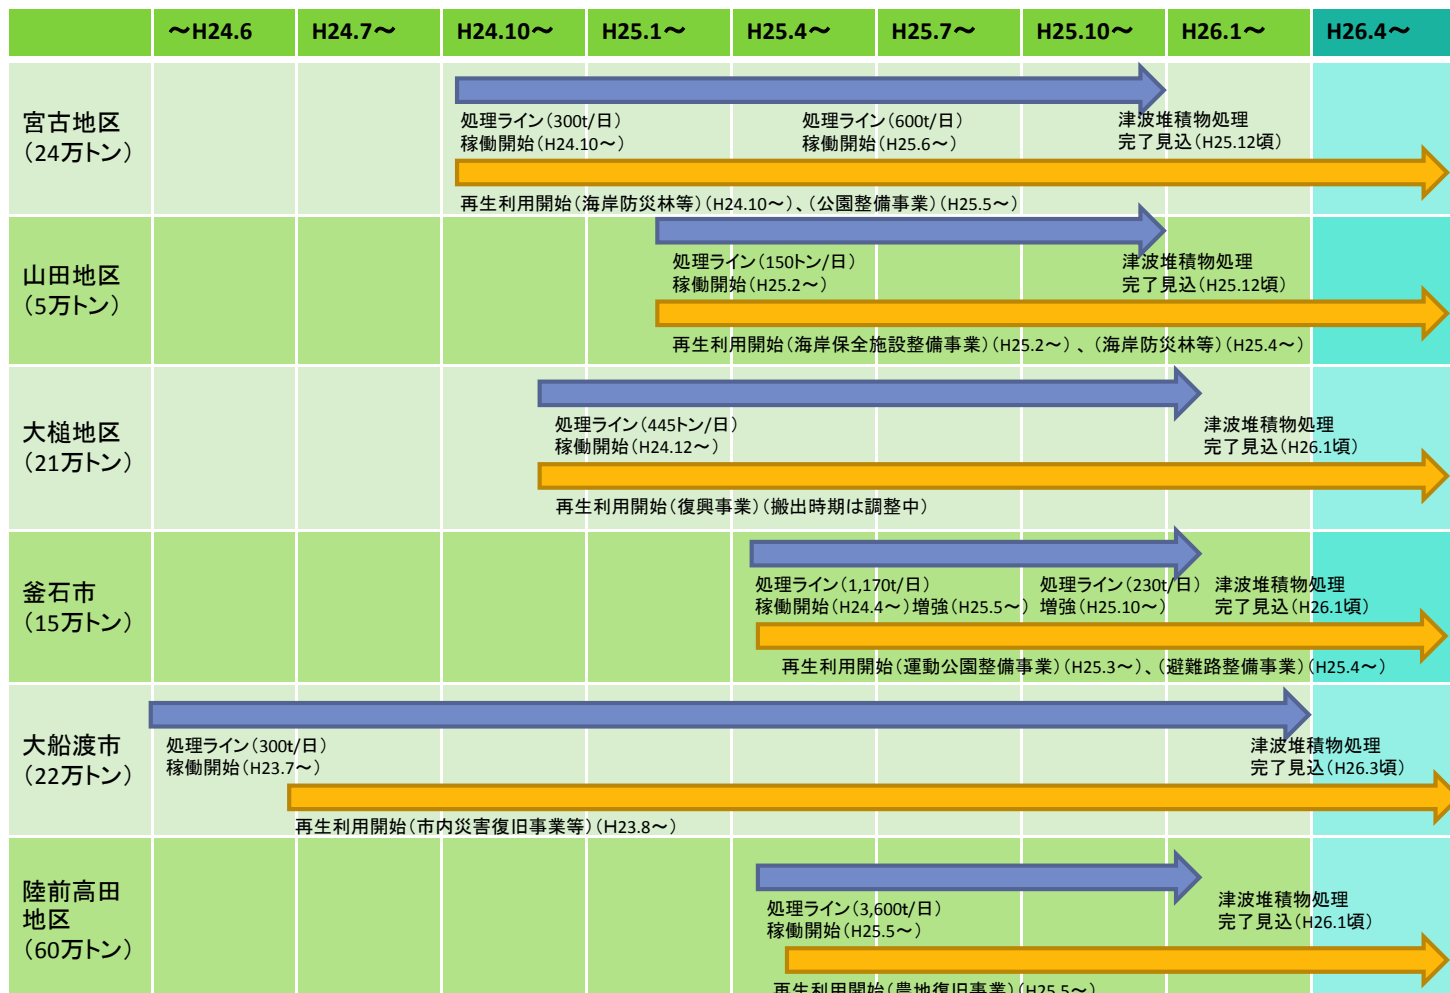 ～H24.6 H24.7～ H24.10～ H25.1～ H25.4～ H25.7～ H25.10～ H26.1～ H26.4～
宮古地区
（24万トン）
処理ライン（300t/日）
稼働開始（H24.10～）
処理ライン（600t/日）
稼働開始（H25.6～）
津波堆積物処理
完了見込（H25.12頃）
再生利用開始（海岸防災林等）（H24.10～）、（公園整備事業）（H25.5～）
山田地区
（5万トン）
処理ライン（150トン/日）
稼働開始（H25.2～）
津波堆積物処理
完了見込（H25.12頃）
再生利用開始（海岸保全施設整備事業）（H25.2～）、（海岸防災林等）（H25.4～）
大槌地区
（21万トン）
処理ライン（445トン/日）
稼働開始（H24.12～）
津波堆積物処理
完了見込（H26.1頃）
再生利用開始（復興事業）（搬出時期は調整中）
釜石市
（15万トン）
処理ライン（1,170t/日）
稼働開始（H24.4～）増強（H25.5～）
処理ライン（230t/日）
増強（H25.10～）
津波堆積物処理
完了見込（H26.1頃）
再生利用開始（運動公園整備事業）（H25.3～）、（避難路整備事業）（H25.4～）
大船渡市
（22万トン）
処理ライン（300t/日）
稼働開始（H23.7～）
津波堆積物処理
完了見込（H26.3頃）
再生利用開始（市内災害復旧事業等）（H23.8～）
陸前高田
地区
（60万トン）
処理ライン（3,600t/日）
稼働開始（H25.5～）
津波堆積物処理
完了見込（H26.1頃）
再生利用開始（農地復旧事業）（H25.5～）